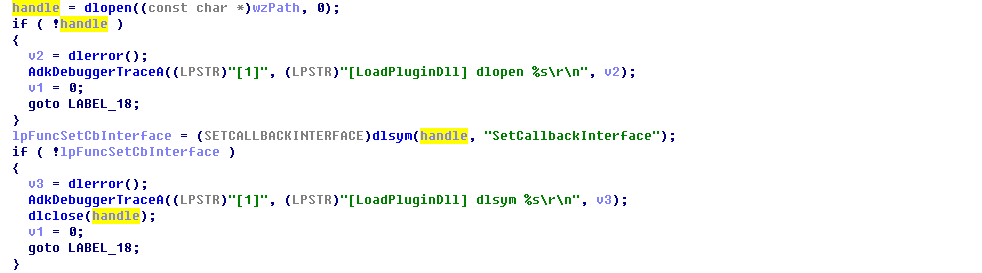 handle = dlopen((const char *)wzPath, 0);
if ( !handle )
{
  v2 = dlerror();
  AdkDebuggerTraceA((LPSTR)"[1]", (LPSTR)"[LoadPluginDll] dlopen %s\r\n", v2);
  v1 = 0;
  goto LABEL_18;
}
lpFuncSetCbInterface = (SETCALLBACKINTERFACE)dlsym(handle, "SetCallbackInterface");
if ( !lpFuncSetCbInterface )
{
  v3 = dlerror();
  AdkDebuggerTraceA((LPSTR)"[1]", (LPSTR)"[LoadPluginDll] dlsym %s\r\n", v3);
  dlclose(handle);
  v1 = 0;
  goto LABEL_18;
}